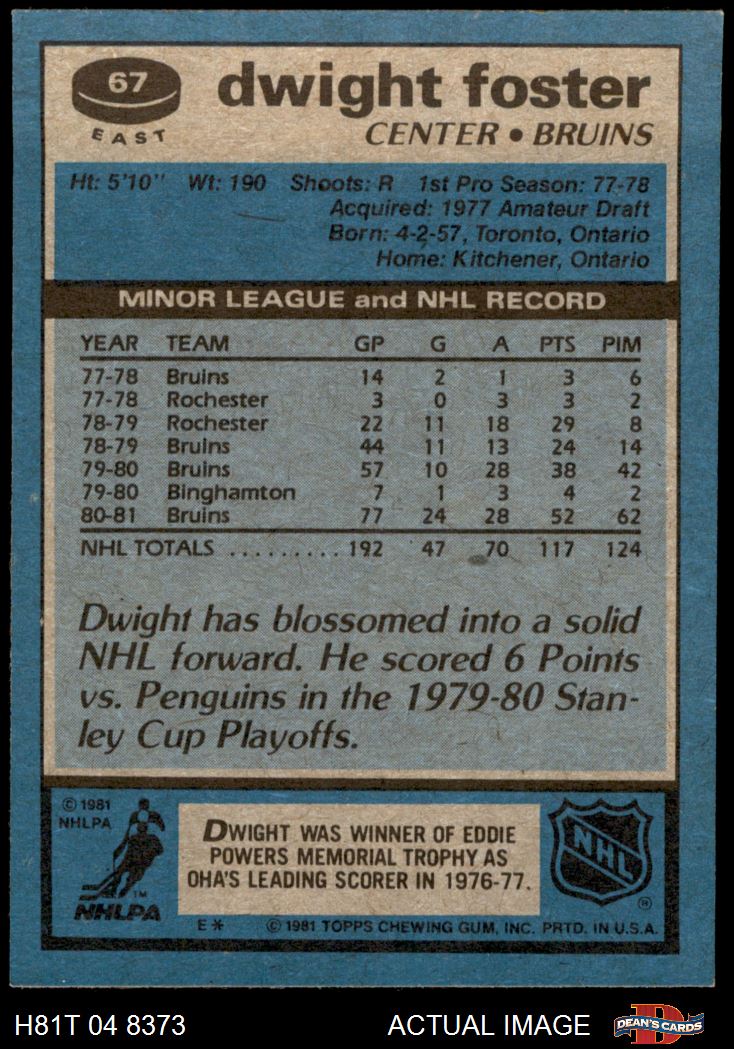 67
EAST
dwight foster
CENTER • BRUINS
Ht: 5'10" Wt: 190 Shoots: R 1st Pro Season: 77-78
Acquired: 1977 Amateur Draft
Born: 4-2-57, Toronto, Ontario
Home: Kitchener, Ontario
MINOR LEAGUE and NHL RECORD
YEAR TEAM GP G A PTS PIM
77-78 Bruins 14 2 1 3 6
77-78 Rochester 3 0 3 3 2
78-79 Rochester 22 11 18 29 8
78-79 Bruins 44 11 13 24 14
79-80 Bruins 57 10 28 38 42
79-80 Binghamton 7 1 3 4 2
80-81 Bruins 77 24 28 52 62
NHL TOTALS ......... 192 47 70 117 124
Dwight has blossomed into a solid
NHL forward. He scored 6 Points
vs. Penguins in the 1979-80 Stan-
ley Cup Playoffs.
© 1981
NHLPA
TM
NHLPA
DWIGHT WAS WINNER OF EDDIE
POWERS MEMORIAL TROPHY AS
OHA'S LEADING SCORER IN 1976-77.
NHL
®
E* © 1981 TOPPS CHEWING GUM, INC. PRTD. IN U.S.A.
H81T 04 8373 ACTUAL IMAGE
D
DEAN'S CARDS